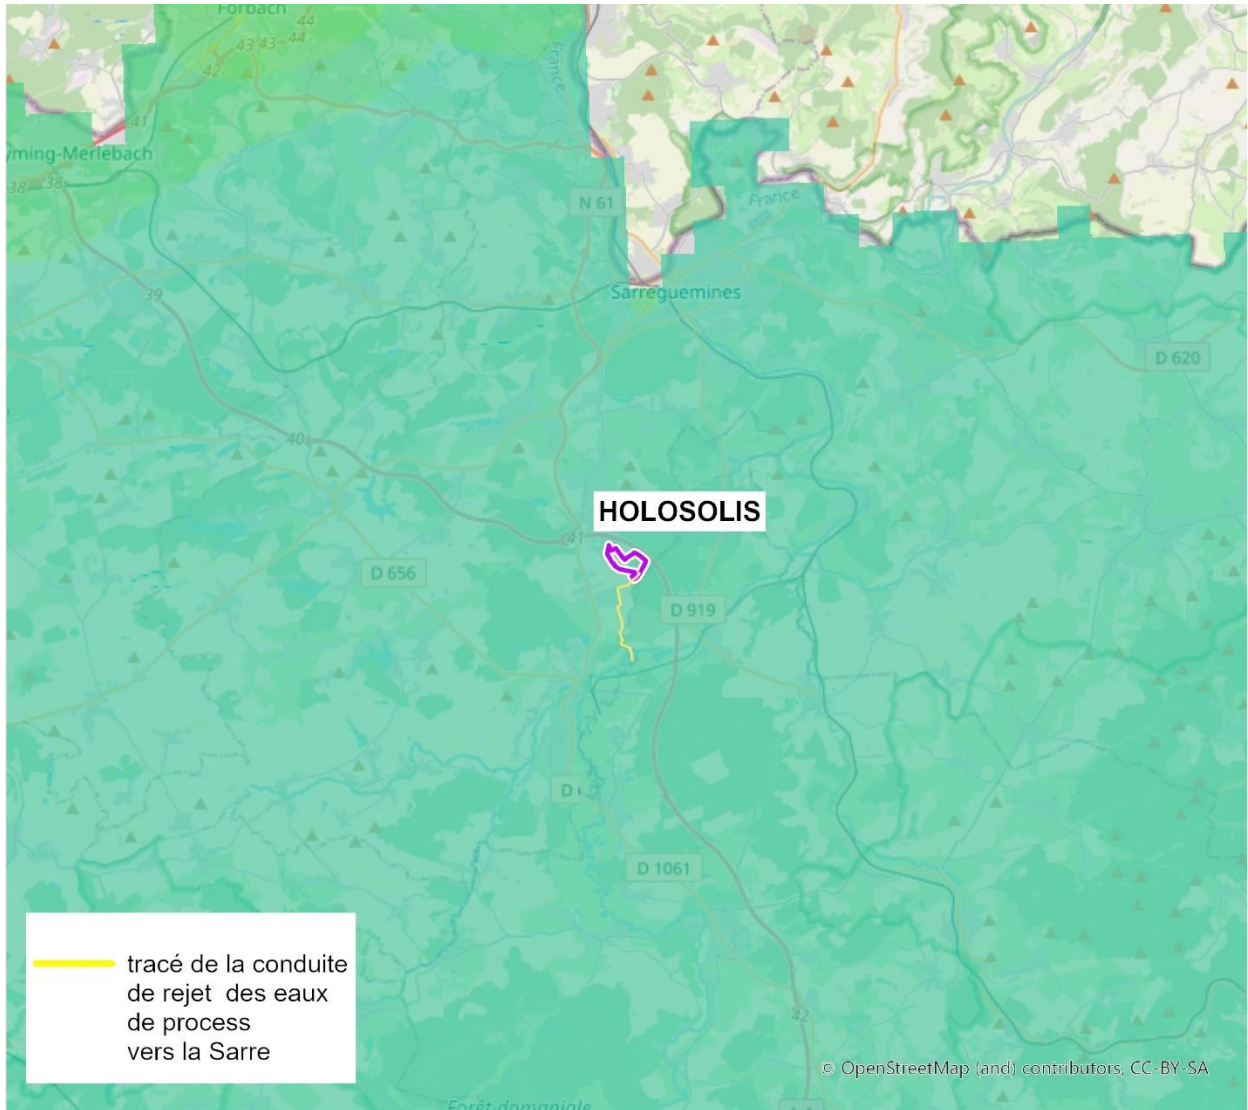 Forbach
44
43 43 44
42
41
France
yming-Merlebach
38 38
N 61
France
39
Sarreguemines
D 620
40
HOLOSOLIS
41
D 656
D 919
D
D 1061
tracé de la conduite
de rejet des eaux
de process
vers la Sarre
42
© OpenStreetMap (and) contributors, CC-BY-SA
Forêt domaniale